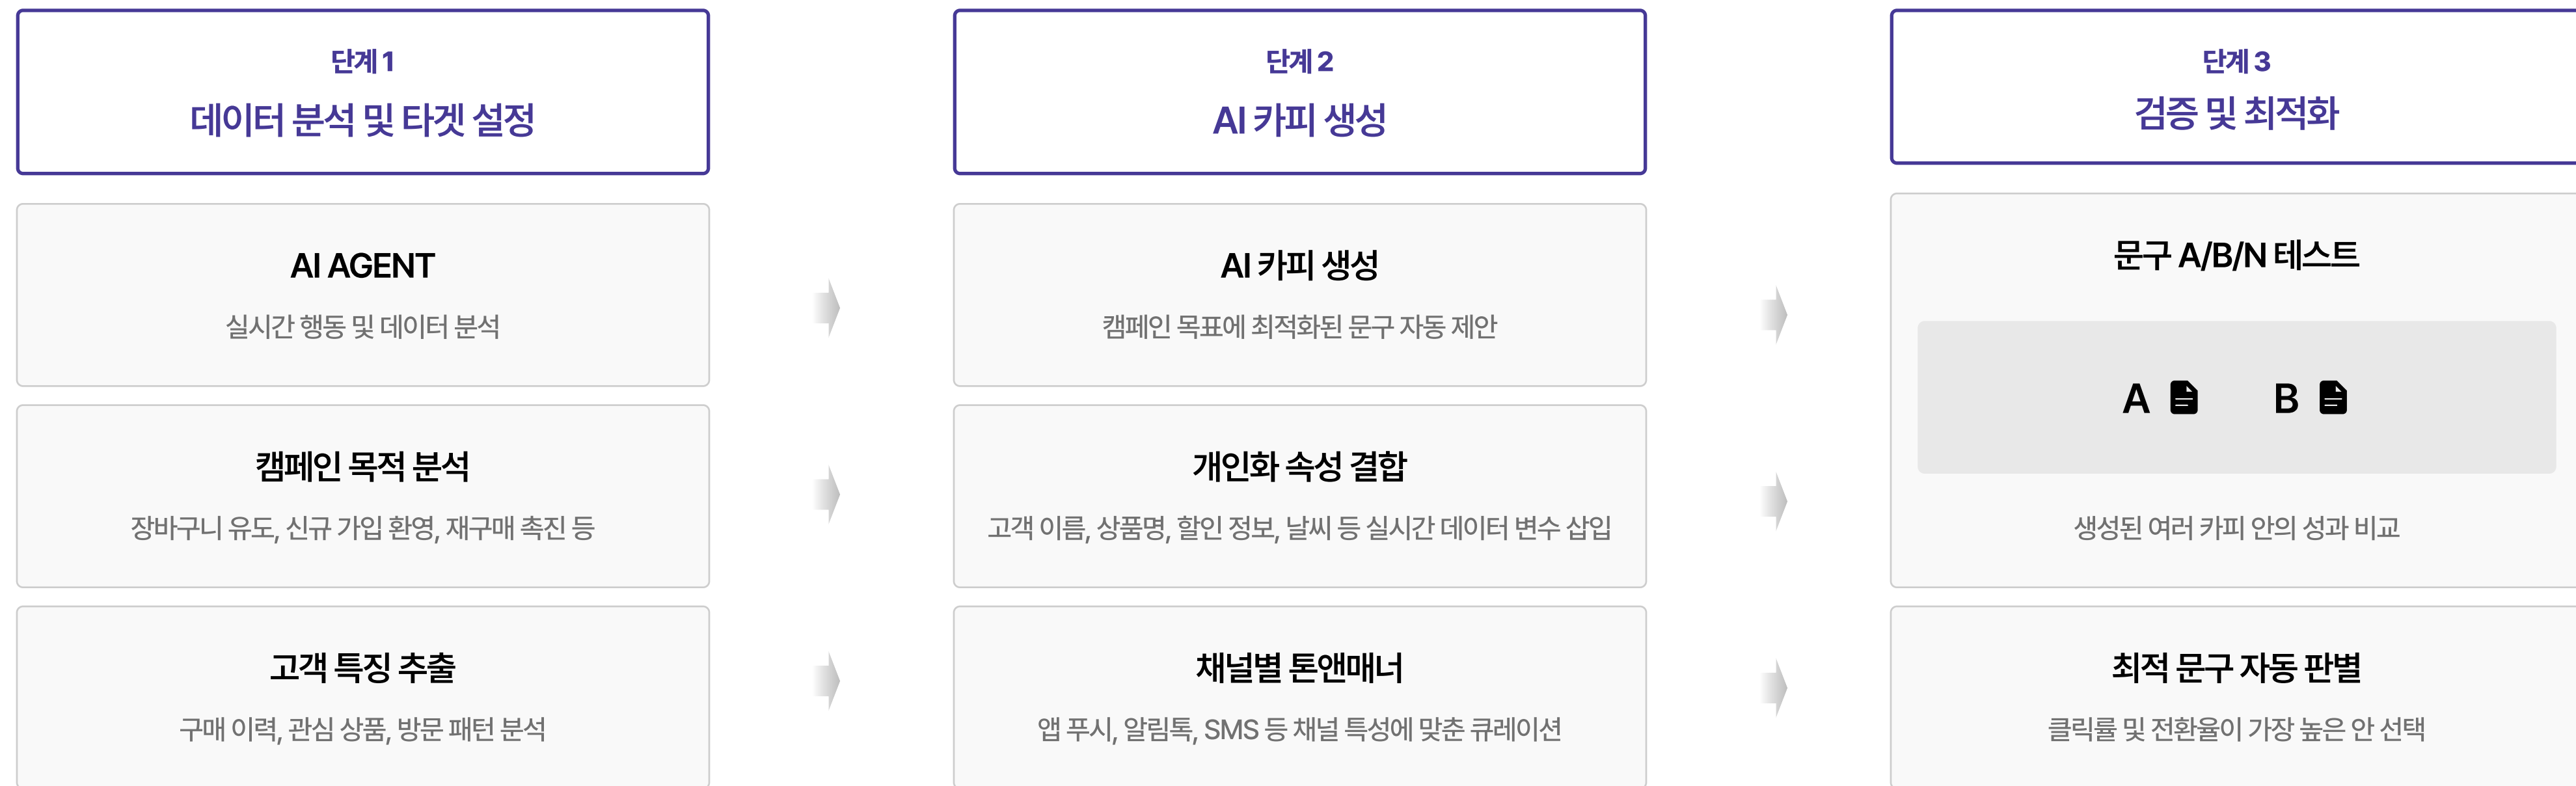 단계 1
데이터 분석 및 타겟 설정
AI AGENT
실시간 행동 및 데이터 분석
캠페인 목적 분석
장바구니 유도, 신규 가입 환영, 재구매 촉진 등
고객 특징 추출
구매 이력, 관심 상품, 방문 패턴 분석
단계 2
AI 카피 생성
AI 카피 생성
캠페인 목표에 최적화된 문구 자동 제안
개인화 속성 결합
고객 이름, 상품명, 할인 정보, 날씨 등 실시간 데이터 변수 삽입
채널별 톤앤매너
앱 푸시, 알림톡, SMS 등 채널 특성에 맞춘 큐레이션
단계 3
검증 및 최적화
문구 A/B/N 테스트
A B
생성된 여러 카피 안의 성과 비교
최적 문구 자동 판별
클릭률 및 전환율이 가장 높은 안 선택